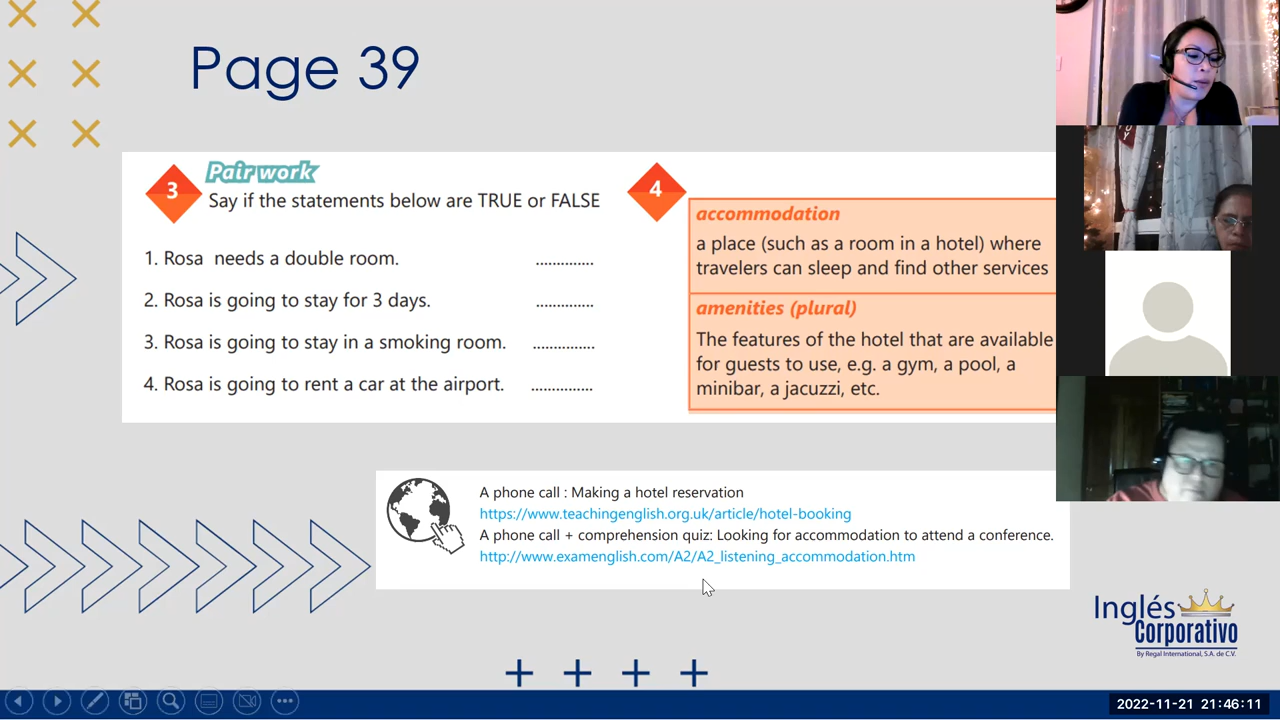 Page 39
3
Pair work
Say if the statements below are TRUE or FALSE
1. Rosa needs a double room. ..............
2. Rosa is going to stay for 3 days. ..............
3. Rosa is going to stay in a smoking room. ...............
4. Rosa is going to rent a car at the airport. ...............
4
accommodation
a place (such as a room in a hotel) where
travelers can sleep and find other services
amenities (plural)
The features of the hotel that are available
for guests to use, e.g. a gym, a pool, a
minibar, a jacuzzi, etc.
A phone call : Making a hotel reservation
https://www.teachingenglish.org.uk/article/hotel-booking
A phone call + comprehension quiz: Looking for accommodation to attend a conference.
http://www.examenglish.com/A2/A2_listening_accommodation.htm
Inglés
Corporativo
By Regal International, S.A. de C.V.
2022-11-21 21:46:11